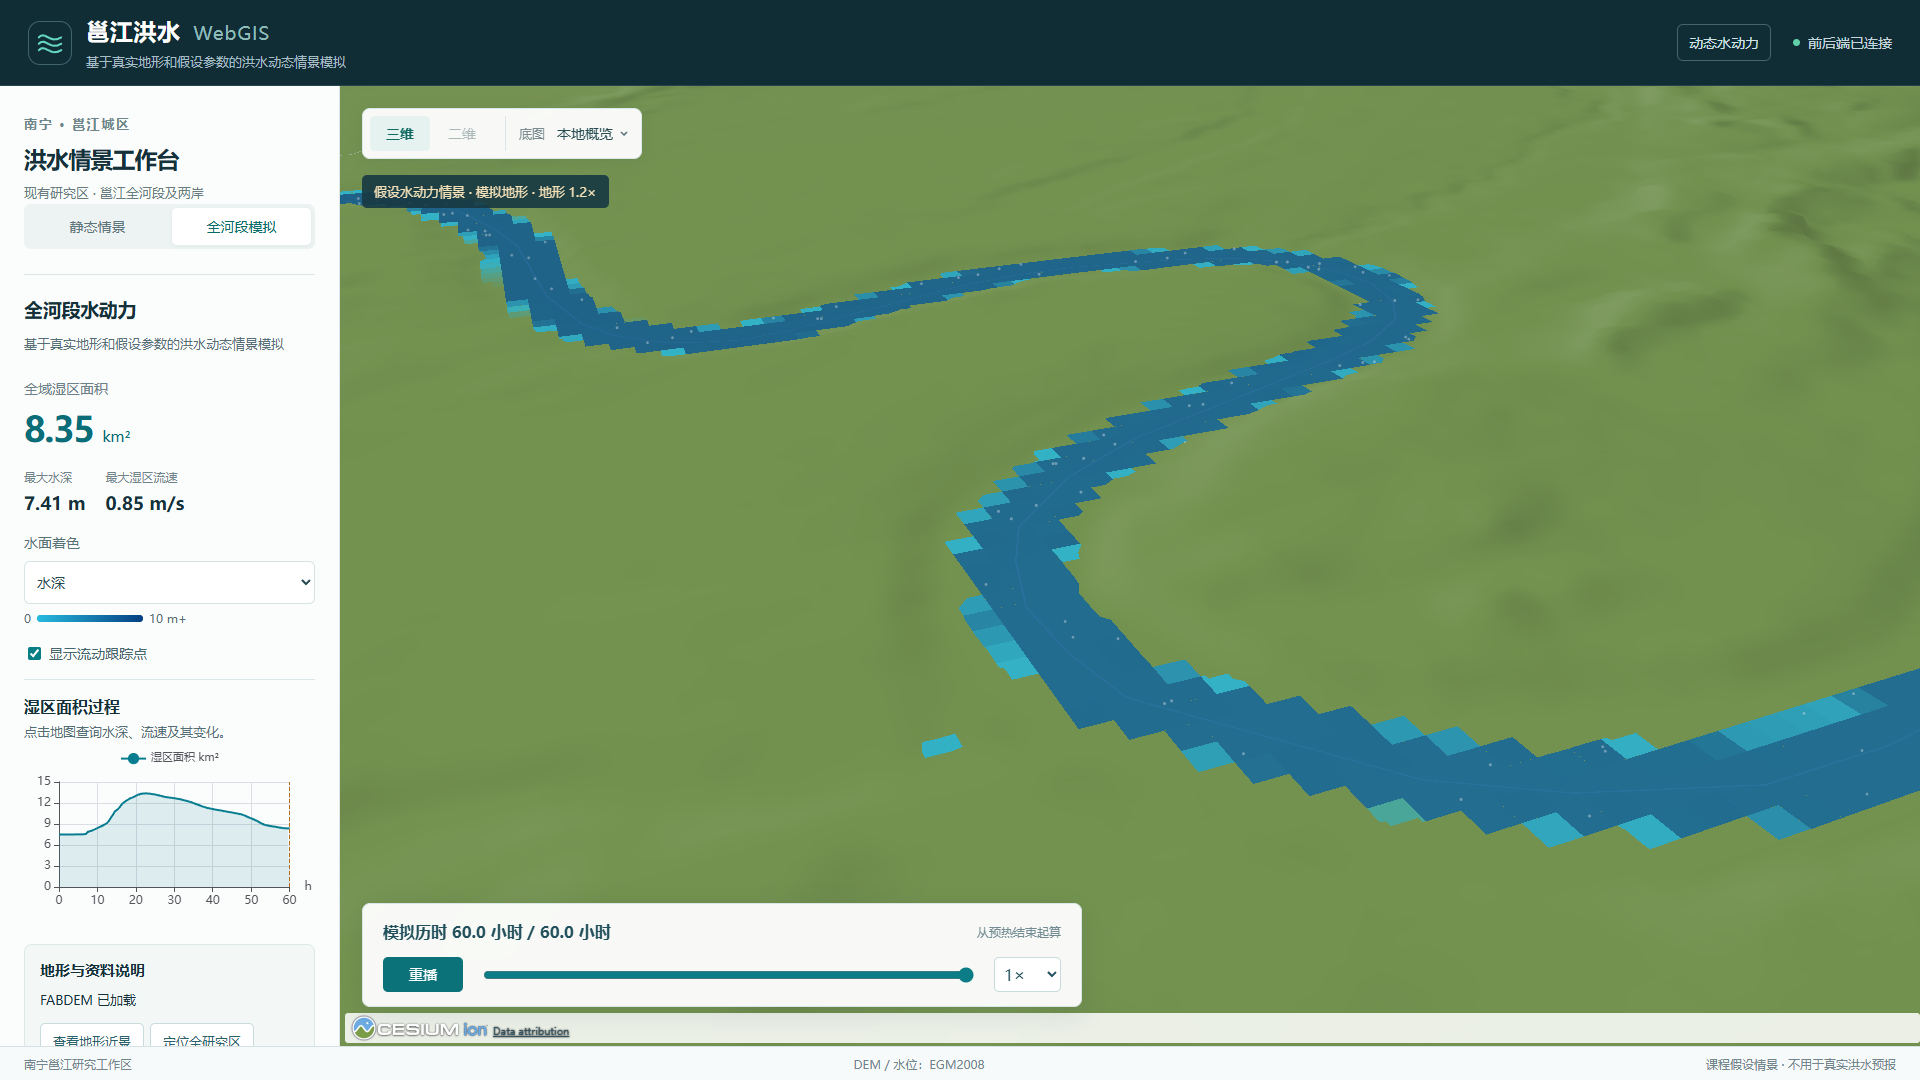 邕江洪水 WebGIS
基于真实地形和假设参数的洪水动态情景模拟
动态水动力
前后端已连接
南宁 • 邕江城区
洪水情景工作台
现有研究区 · 邕江全河段及两岸
静态情景 全河段模拟
全河段水动力
基于真实地形和假设参数的洪水动态情景模拟
全域湿区面积
8.35 km²
最大水深 最大湿区流速
7.41 m 0.85 m/s
水面着色
水深
0 10 m+
显示流动跟踪点
湿区面积过程
点击地图查询水深、流速及其变化。
湿区面积 km²
15
12
9
6
3
0
h
0 10 20 30 40 50 60
地形与资料说明
FABDEM 已加载
查看地形近景 定位全研究区
三维 二维 底图 本地概览
假设水动力情景 · 模拟地形 · 地形 1.2×
模拟历时 60.0 小时 / 60.0 小时
从预热结束起算
重播
1×
CESIUM ion Data attribution
南宁邕江研究工作区
DEM / 水位：EGM2008
课程假设情景 · 不用于真实洪水预报